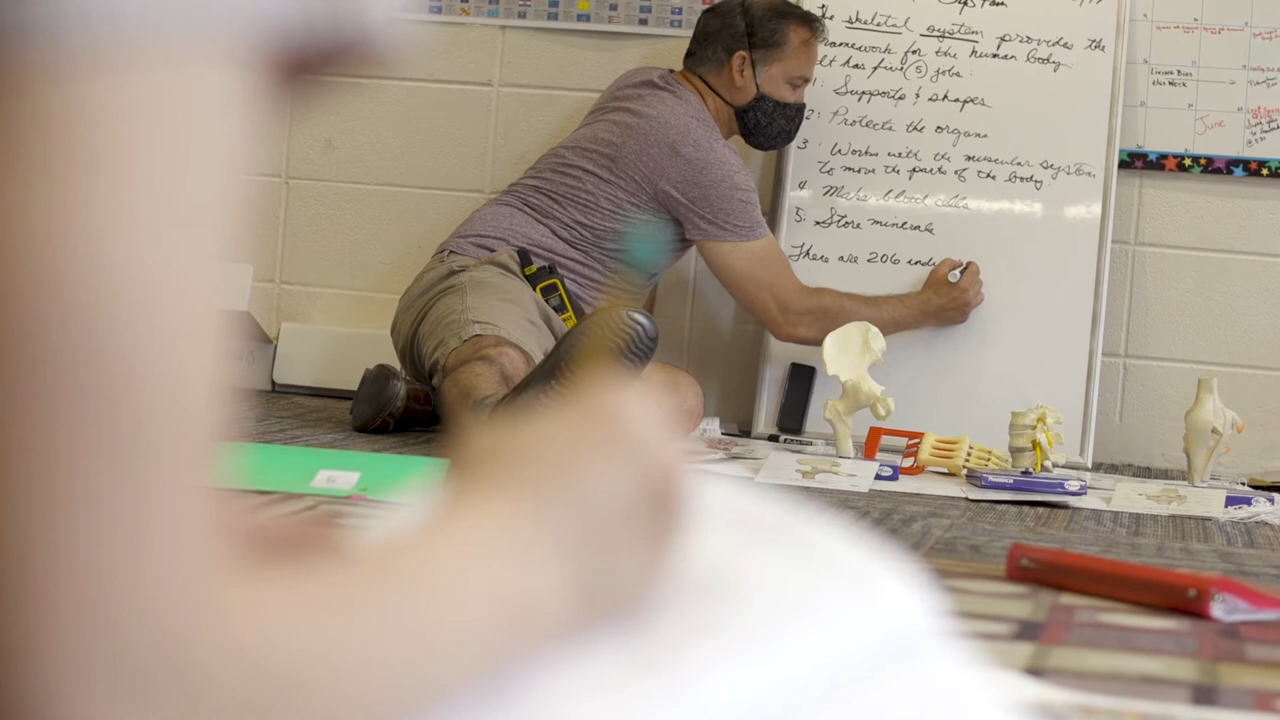 The skeletal system provides the
framework for the human body.
It has five (5) jobs:
1: Supports & shapes
2: Protects the organs
3: Works with the muscular system
to move the parts of the body.
4. Make blood cells
5: Store minerals
There are 206 indi
Living Bios
this Week
June